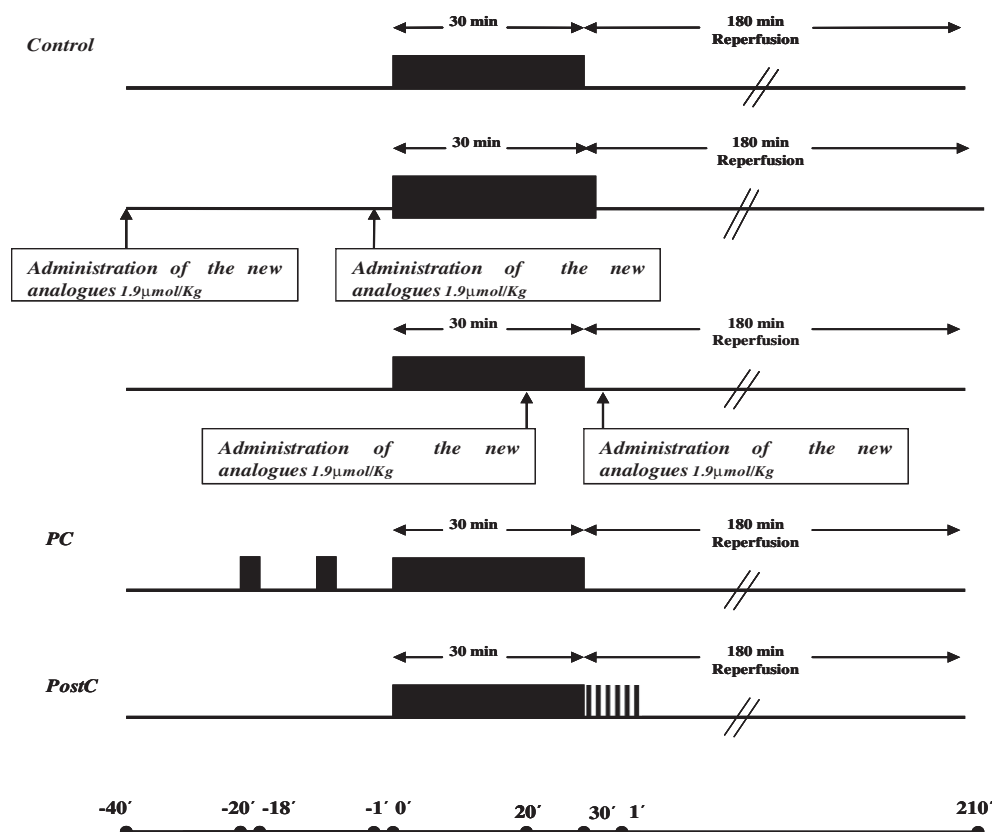 Control
30 min
180 min
Reperfusion
30 min
180 min
Reperfusion
Administration of the new
analogues 1.9µmol/Kg
Administration of the new
analogues 1.9µmol/Kg
30 min
180 min
Reperfusion
Administration of the new
analogues 1.9µmol/Kg
Administration of the new
analogues 1.9µmol/Kg
PC
30 min
180 min
Reperfusion
PostC
30 min
180 min
Reperfusion
-40´ -20´ -18´ -1´ 0´ 20´ 30´ 1´ 210´